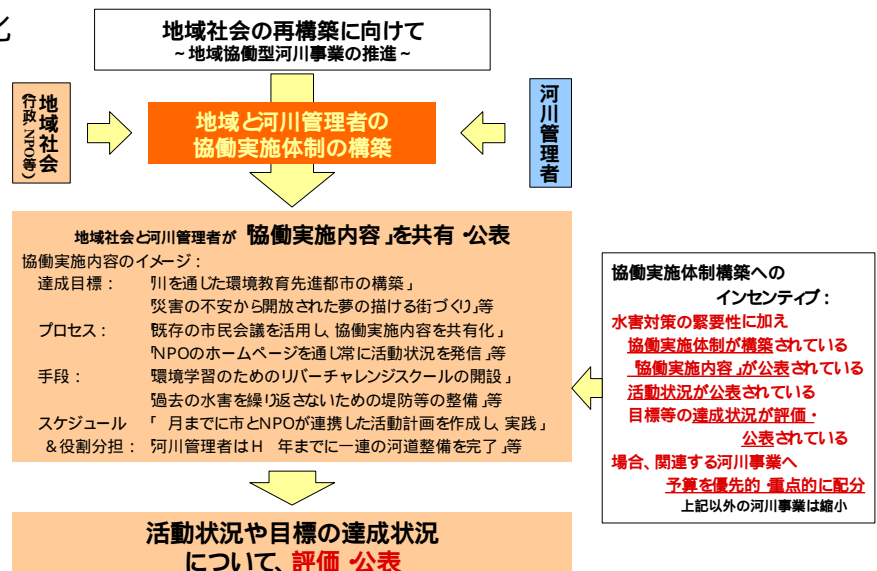 化
地域社会の再構築に向けて
~地域協働型河川事業の推進~
地域社会
(行政、NPO等)
地域と河川管理者の
協働実施体制の構築
河川管理者
地域社会と河川管理者が「協働実施内容」を共有・公表
協働実施内容のイメージ:
達成目標: 「川を通じた環境教育先進都市の構築」
「災害の不安から開放された夢の描ける街づくり」等
プロセス: 「既存の市民会議を活用し、協働実施内容を共有化」
「NPOのホームページを通じ常に活動状況を発信」等
手段: 「環境学習のためのリバーチャレンジスクールの開設」
「過去の水害を繰り返さないための堤防等の整備」等
スケジュール 「 月までに市とNPOが連携した活動計画を作成し、実践」
&役割分担: 「河川管理者はH 年までに一連の河道整備を完了」等
協働実施体制構築への
インセンティブ:
水害対策の緊要性に加え
協働実施体制が構築されている
「協働実施内容」が公表されている
活動状況が公表されている
目標等の達成状況が評価・
公表されている
場合、関連する河川事業へ
予算を優先的・重点的に配分
上記以外の河川事業は縮小
活動状況や目標の達成状況
について、評価・公表